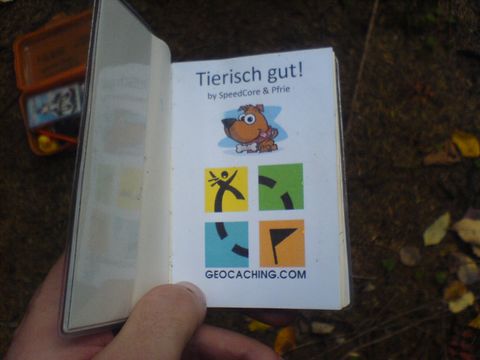 Tierisch gut!
by SpeedCore & Pfrie
GEOCACHING.COM